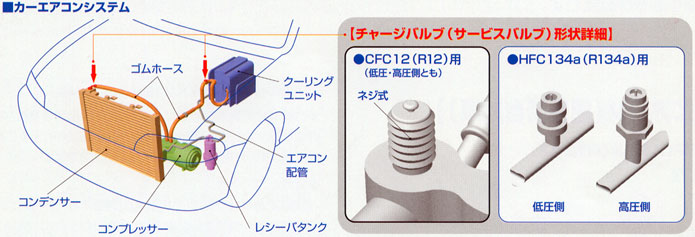 ■カーエアコンシステム
【チャージバルブ（サービスバルブ）形状詳細】
ゴムホース
クーリング
ユニット
エアコン
配管
コンデンサー
コンプレッサー
レシーバタンク
●CFC12（R12）用
（低圧・高圧側とも）
ネジ式
●HFC134a（R134a）用
低圧側
高圧側